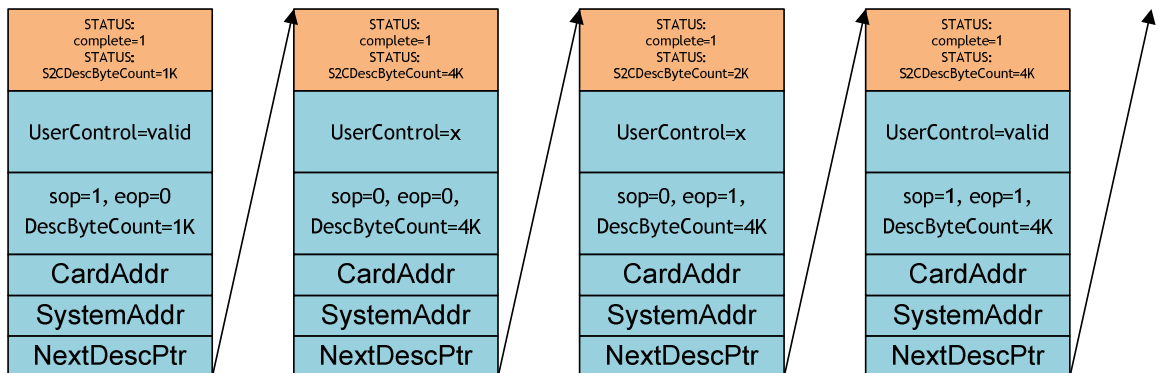 STATUS:
complete=1
STATUS:
S2CDescByteCount=1K
UserControl=valid
sop=1, eop=0
DescByteCount=1K
CardAddr
SystemAddr
NextDescPtr
STATUS:
complete=1
STATUS:
S2CDescByteCount=4K
UserControl=x
sop=0, eop=0,
DescByteCount=4K
CardAddr
SystemAddr
NextDescPtr
STATUS:
complete=1
STATUS:
S2CDescByteCount=2K
UserControl=x
sop=0, eop=1,
DescByteCount=4K
CardAddr
SystemAddr
NextDescPtr
STATUS:
complete=1
STATUS:
S2CDescByteCount=4K
UserControl=valid
sop=1, eop=1,
DescByteCount=4K
CardAddr
SystemAddr
NextDescPtr